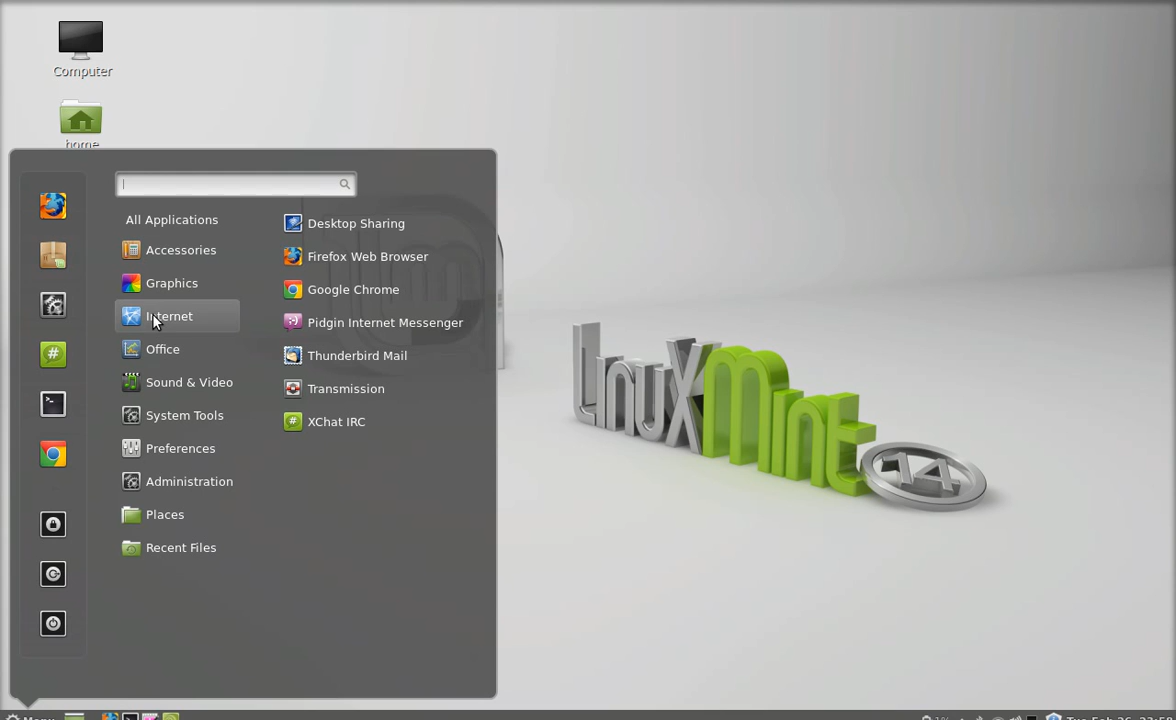 Computer
home
All Applications
Accessories
Graphics
Internet
Office
Sound & Video
System Tools
Preferences
Administration
Places
Recent Files
Desktop Sharing
Firefox Web Browser
Google Chrome
Pidgin Internet Messenger
Thunderbird Mail
Transmission
XChat IRC
LinuxMint
14
Menu